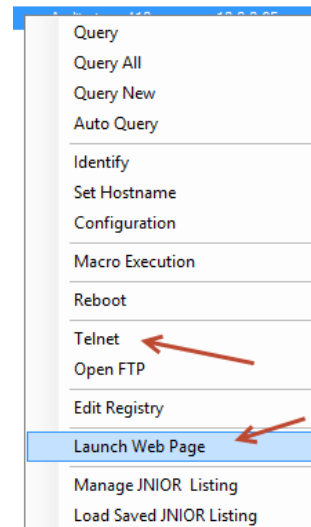 Query
Query All
Query New
Auto Query
Identify
Set Hostname
Configuration
Macro Execution
Reboot
Telnet
Open FTP
Edit Registry
Launch Web Page
Manage JNIOR Listing
Load Saved JNIOR Listing